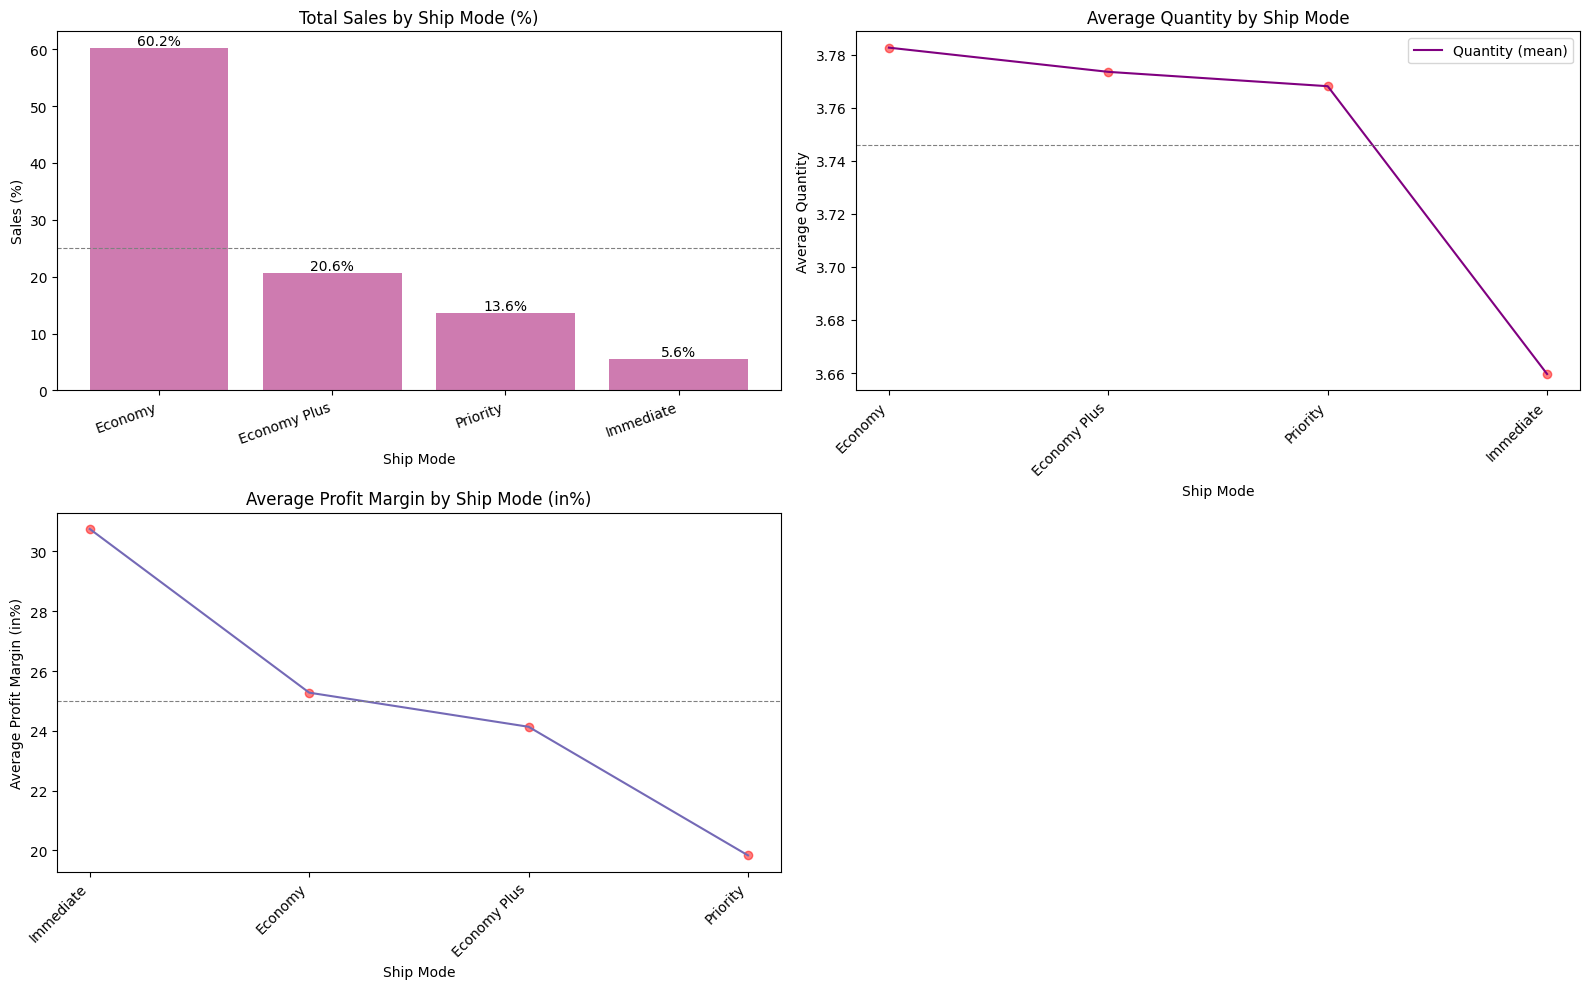 Total Sales by Ship Mode (%)
Sales (%)
60
50
40
30
20
10
0
60.2%
20.6%
13.6%
5.6%
Economy
Economy Plus
Priority
Immediate
Ship Mode
Average Quantity by Ship Mode
Quantity (mean)
Average Quantity
3.78
3.76
3.74
3.72
3.70
3.68
3.66
Economy
Economy Plus
Priority
Immediate
Ship Mode
Average Profit Margin by Ship Mode (in%)
Average Profit Margin (in%)
30
28
26
24
22
20
Immediate
Economy
Economy Plus
Priority
Ship Mode